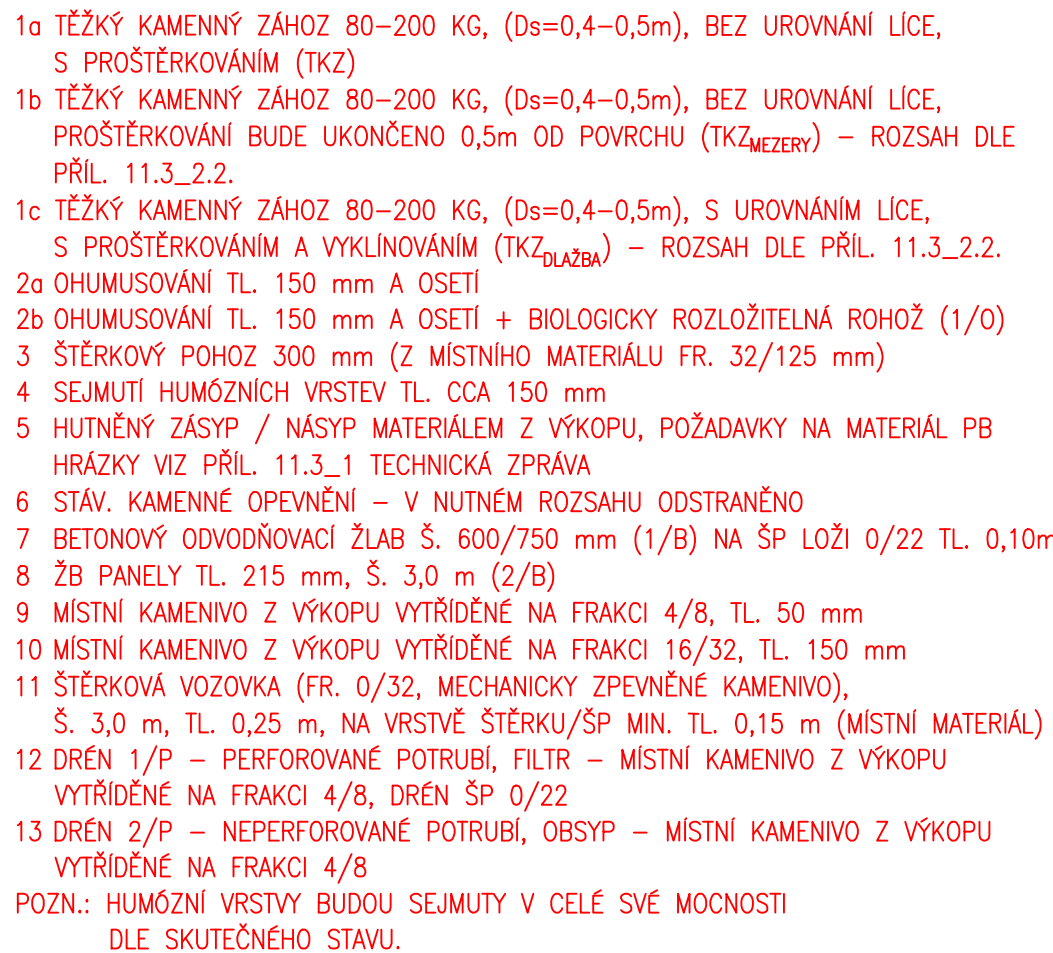 1a TĚŽKÝ KAMENNÝ ZÁHOZ 80–200 KG, (Ds=0,4–0,5m), BEZ UROVNÁNÍ LÍCE,
S PROŠTĚRKOVÁNÍM (TKZ)
1b TĚŽKÝ KAMENNÝ ZÁHOZ 80–200 KG, (Ds=0,4–0,5m), BEZ UROVNÁNÍ LÍCE,
PROŠTĚRKOVÁNÍ BUDE UKONČENO 0,5m OD POVRCHU (TKZMEZERY) – ROZSAH DLE
PŘÍL. 11.3_2.2.
1c TĚŽKÝ KAMENNÝ ZÁHOZ 80–200 KG, (Ds=0,4–0,5m), S UROVNÁNÍM LÍCE,
S PROŠTĚRKOVÁNÍM A VYKLÍNOVÁNÍM (TKZDLAŽBA) – ROZSAH DLE PŘÍL. 11.3_2.2.
2a OHUMUSOVÁNÍ TL. 150 mm A OSETÍ
2b OHUMUSOVÁNÍ TL. 150 mm A OSETÍ + BIOLOGICKY ROZLOŽITELNÁ ROHOŽ (1/O)
3 ŠTĚRKOVÝ POHOZ 300 mm (Z MÍSTNÍHO MATERIÁLU FR. 32/125 mm)
4 SEJMUTÍ HUMÓZNÍCH VRSTEV TL. CCA 150 mm
5 HUTNĚNÝ ZÁSYP / NÁSYP MATERIÁLEM Z VÝKOPU, POŽADAVKY NA MATERIÁL PB
HRÁZKY VIZ PŘÍL. 11.3_1 TECHNICKÁ ZPRÁVA
6 STÁV. KAMENNÉ OPEVNĚNÍ – V NUTNÉM ROZSAHU ODSTRANĚNO
7 BETONOVÝ ODVODŇOVACÍ ŽLAB Š. 600/750 mm (1/B) NA ŠP LOŽI 0/22 TL. 0,10m
8 ŽB PANELY TL. 215 mm, Š. 3,0 m (2/B)
9 MÍSTNÍ KAMENIVO Z VÝKOPU VYTŘÍDĚNÉ NA FRAKCI 4/8, TL. 50 mm
10 MÍSTNÍ KAMENIVO Z VÝKOPU VYTŘÍDĚNÉ NA FRAKCI 16/32, TL. 150 mm
11 ŠTĚRKOVÁ VOZOVKA (FR. 0/32, MECHANICKY ZPEVNĚNÉ KAMENIVO),
Š. 3,0 m, TL. 0,25 m, NA VRSTVĚ ŠTĚRKU/ŠP MIN. TL. 0,15 m (MÍSTNÍ MATERIÁL)
12 DRÉN 1/P – PERFOROVANÉ POTRUBÍ, FILTR – MÍSTNÍ KAMENIVO Z VÝKOPU
VYTŘÍDĚNÉ NA FRAKCI 4/8, DRÉN ŠP 0/22
13 DRÉN 2/P – NEPERFOROVANÉ POTRUBÍ, OBSYP – MÍSTNÍ KAMENIVO Z VÝKOPU
VYTŘÍDĚNÉ NA FRAKCI 4/8
POZN.: HUMÓZNÍ VRSTVY BUDOU SEJMUTY V CELÉ SVÉ MOCNOSTI
DLE SKUTEČNÉHO STAVU.